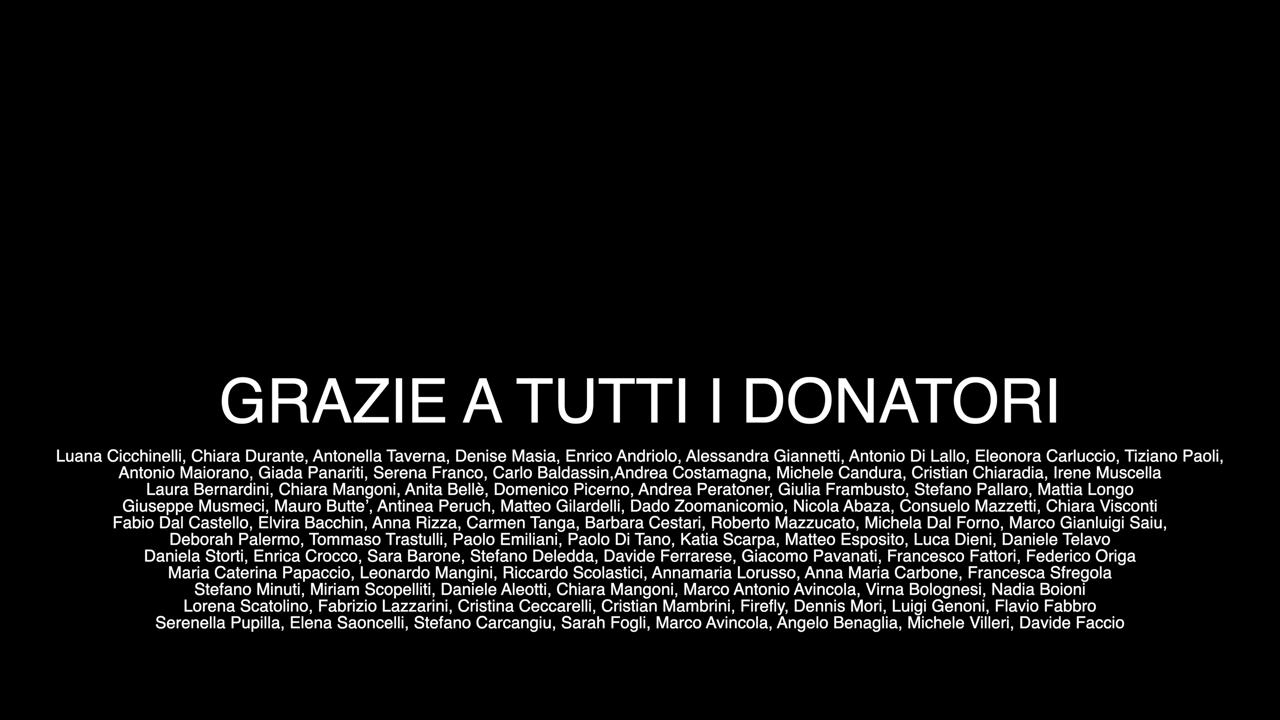 GRAZIE A TUTTI I DONATORI
Luana Cicchinelli, Chiara Durante, Antonella Taverna, Denise Masia, Enrico Andriolo, Alessandra Giannetti, Antonio Di Lallo, Eleonora Carluccio, Tiziano Paoli,
Antonio Maiorano, Giada Panariti, Serena Franco, Carlo Baldassin,Andrea Costamagna, Michele Candura, Cristian Chiaradia, Irene Muscella
Laura Bernardini, Chiara Mangoni, Anita Bellè, Domenico Picerno, Andrea Peratoner, Giulia Frambusto, Stefano Pallaro, Mattia Longo
Giuseppe Musmeci, Mauro Butte’, Antinea Peruch, Matteo Gilardelli, Dado Zoomanicomio, Nicola Abaza, Consuelo Mazzetti, Chiara Visconti
Fabio Dal Castello, Elvira Bacchin, Anna Rizza, Carmen Tanga, Barbara Cestari, Roberto Mazzucato, Michela Dal Forno, Marco Gianluigi Saiu,
Deborah Palermo, Tommaso Trastulli, Paolo Emiliani, Paolo Di Tano, Katia Scarpa, Matteo Esposito, Luca Dieni, Daniele Telavo
Daniela Storti, Enrica Crocco, Sara Barone, Stefano Deledda, Davide Ferrarese, Giacomo Pavanati, Francesco Fattori, Federico Origa
Maria Caterina Papaccio, Leonardo Mangini, Riccardo Scolastici, Annamaria Lorusso, Anna Maria Carbone, Francesca Sfregola
Stefano Minuti, Miriam Scopelliti, Daniele Aleotti, Chiara Mangoni, Marco Antonio Avincola, Virna Bolognesi, Nadia Boioni
Lorena Scatolino, Fabrizio Lazzarini, Cristina Ceccarelli, Cristian Mambrini, Firefly, Dennis Mori, Luigi Genoni, Flavio Fabbro
Serenella Pupilla, Elena Saoncelli, Stefano Carcangiu, Sarah Fogli, Marco Avincola, Angelo Benaglia, Michele Villeri, Davide Faccio